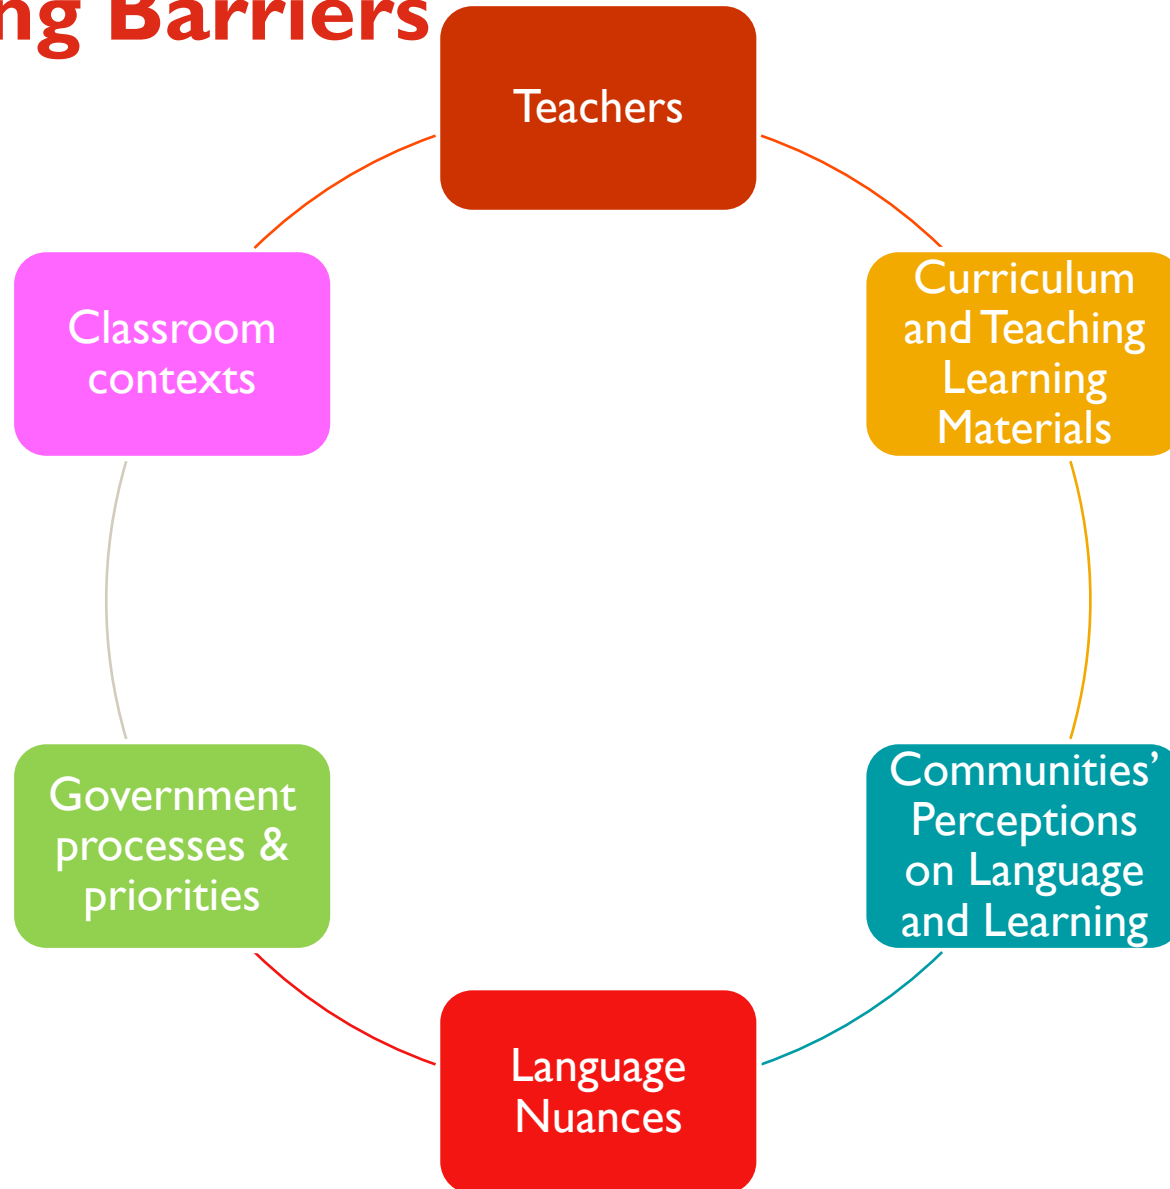 ng Barriers
Teachers
Curriculum
and Teaching
Learning
Materials
Communities’
Perceptions
on Language
and Learning
Language
Nuances
Government
processes &
priorities
Classroom
contexts